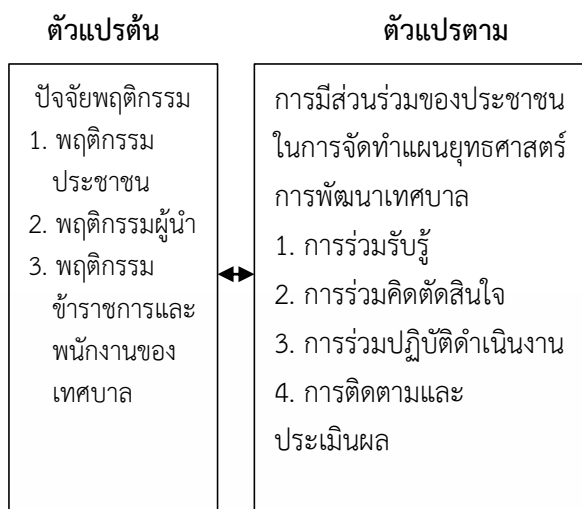 ตัวแปรต้น
ตัวแปรตาม
ปัจจัยพฤติกรรม
1. พฤติกรรม
ประชาชน
2. พฤติกรรมผู้นำ
3. พฤติกรรม
ข้าราชการและ
พนักงานของ
เทศบาล
การมีส่วนร่วมของประชาชน
ในการจัดทำแผนยุทธศาสตร์
การพัฒนาเทศบาล
1. การร่วมรับรู้
2. การร่วมคิดตัดสินใจ
3. การร่วมปฏิบัติดำเนินงาน
4. การติดตามและ
ประเมินผล